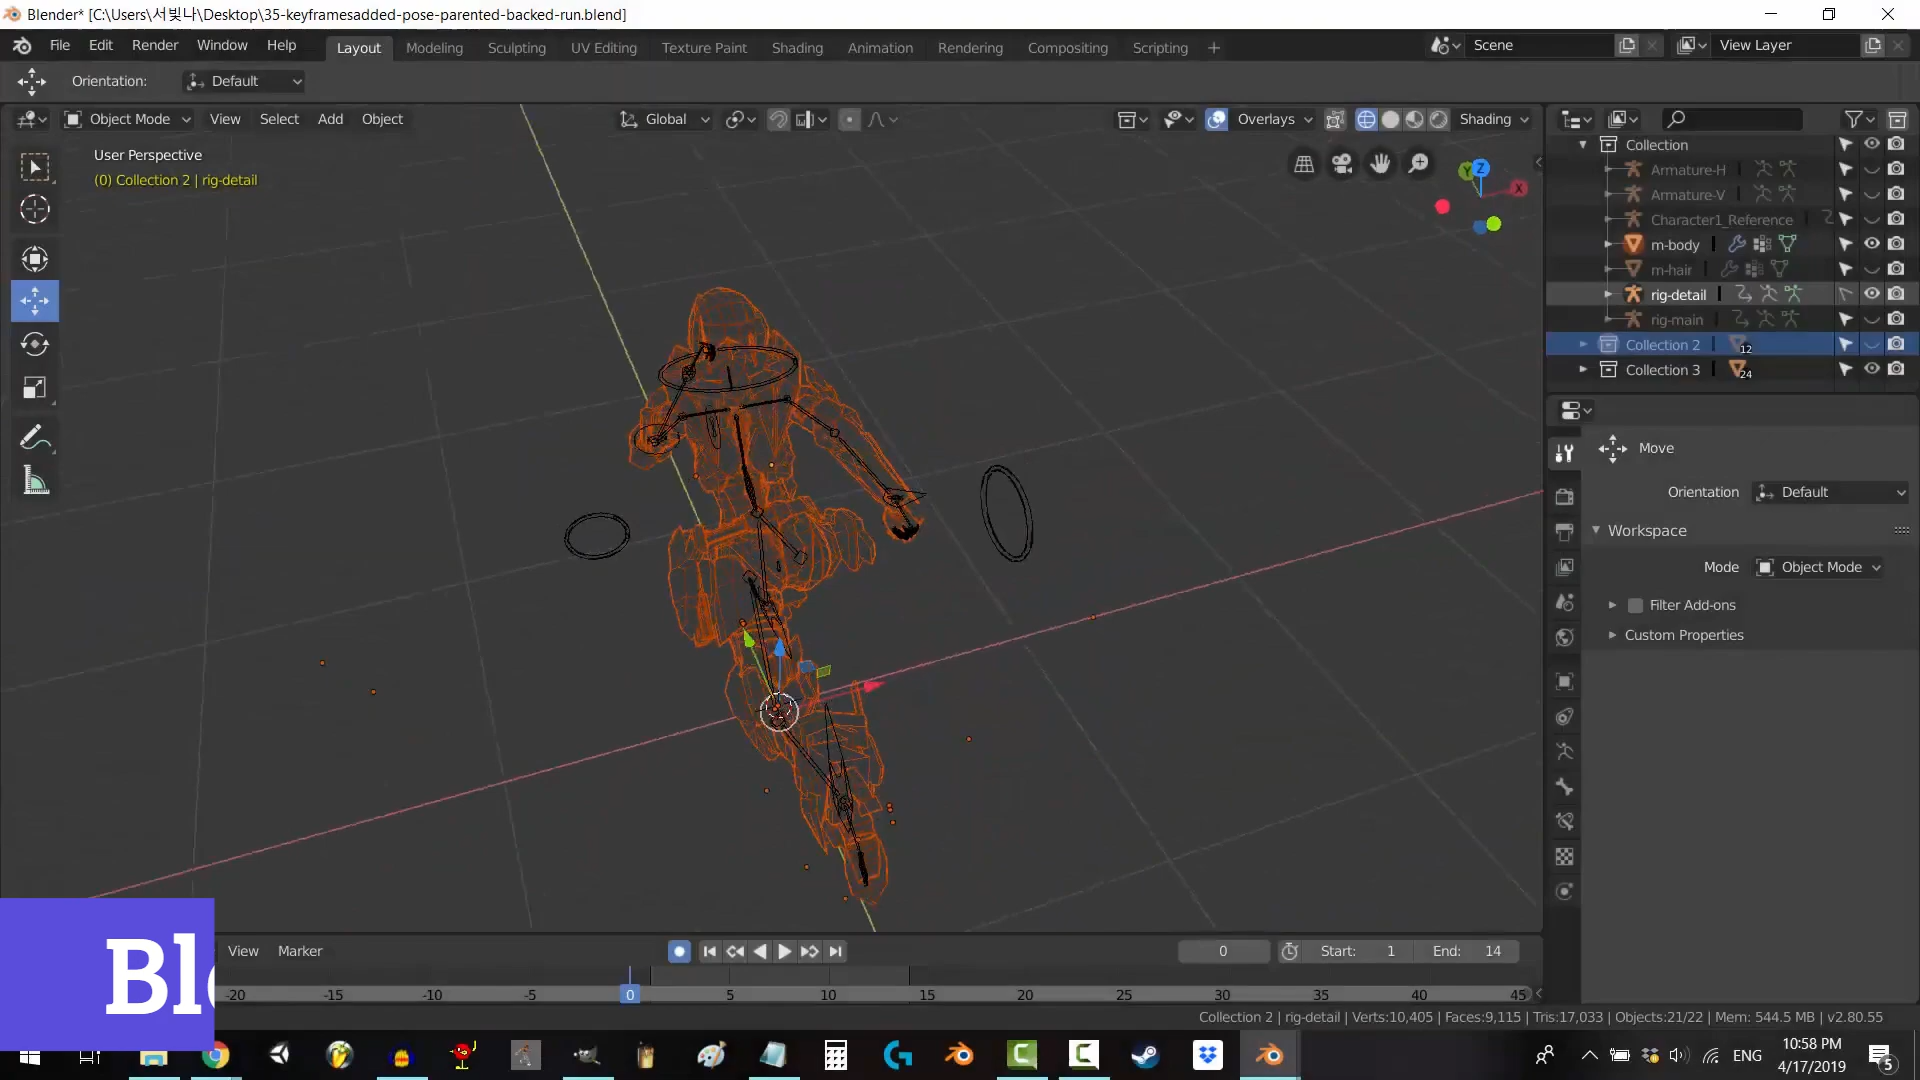 Blender* [C:\Users\서빛나\Desktop\35-keyframesadded-pose-parented-backed-run.blend]
File Edit Render Window Help Layout Modeling Sculpting UV Editing Texture Paint Shading Animation Rendering Compositing Scripting Scene View Layer
Orientation: Default
Object Mode View Select Add Object Global Overlays Shading
User Perspective
(0) Collection 2 | rig-detail
Collection
Armature-H
Armature-V
Character1_Reference
m-body
m-hair
rig-detail
rig-main
Collection 2 12
Collection 3 24
Move
Orientation Default
Workspace
Mode Object Mode
Filter Add-ons
Custom Properties
Y Z X
View Marker 0 Start: 1 End: 14
-20 -15 -10 -5 0 5 10 15 20 25 30 35 40 45
Collection 2 | rig-detail | Verts:10,405 | Faces:9,115 | Tris:17,033 | Objects:21/22 | Mem: 544.5 MB | v2.80.55
ENG 10:58 PM
4/17/2019 5